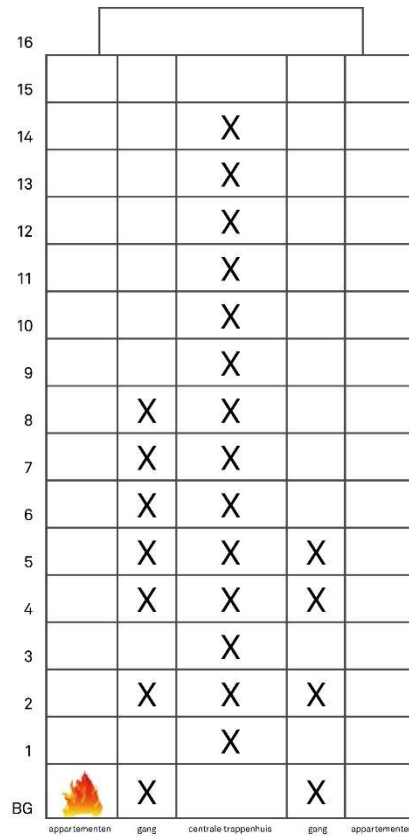 16
15
14
X
13
X
12
X
11
X
10
X
9
X
8
X X
7
X X
6
X X
5
X X X
4
X X X
3
X
2
X X X
1
X
BG
X X
appartementen gang centrale trappenhuis gang appartementen